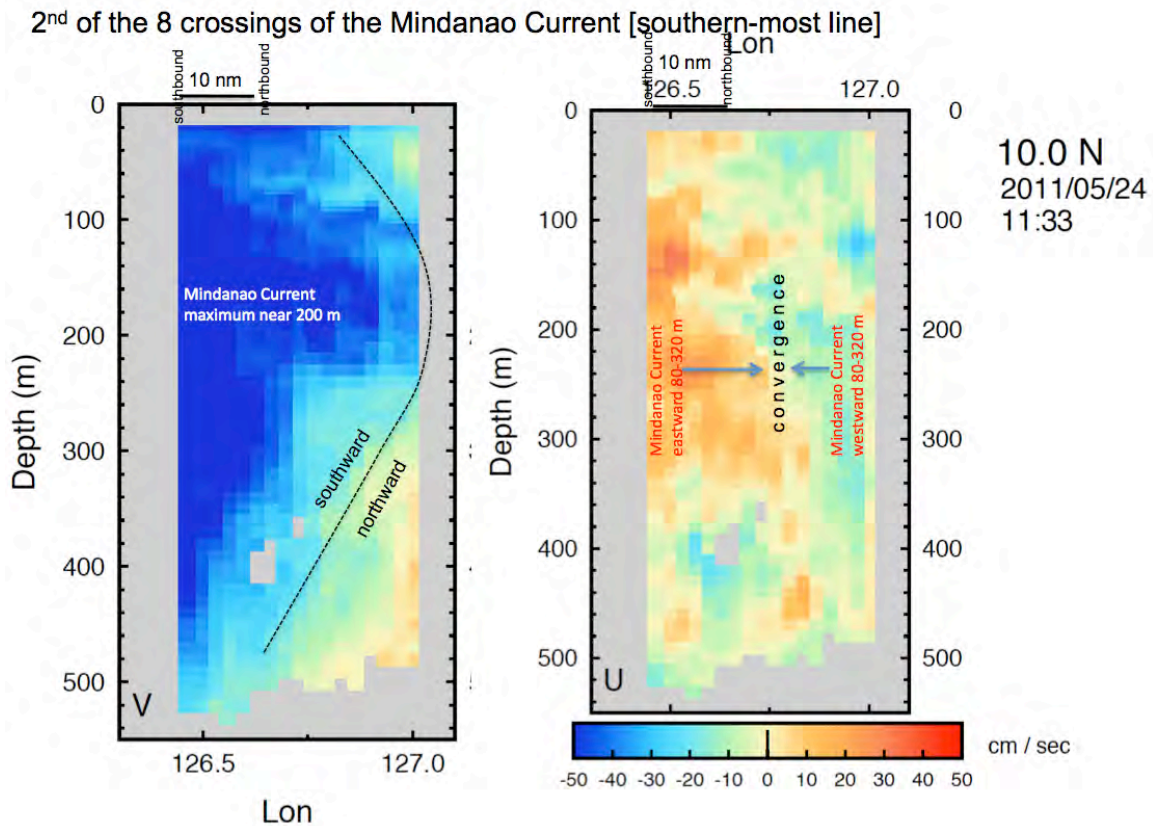 2nd of the 8 crossings of the Mindanao Current [southern-most line]
southbound
10 nm
northbound
0
100
200
300
400
500
Depth (m)
Mindanao Current
maximum near 200 m
southward
northward
V
126.5
127.0
Lon
Lon
southbound
10 nm
northbound
26.5
127.0
0
100
200
300
400
500
Depth (m)
Mindanao Current
eastward 80-320 m
convergence
Mindanao Current
westward 80-320 m
U
0
100
200
300
400
500
10.0 N
2011/05/24
11:33
cm / sec
-50 -40 -30 -20 -10 0 10 20 30 40 50